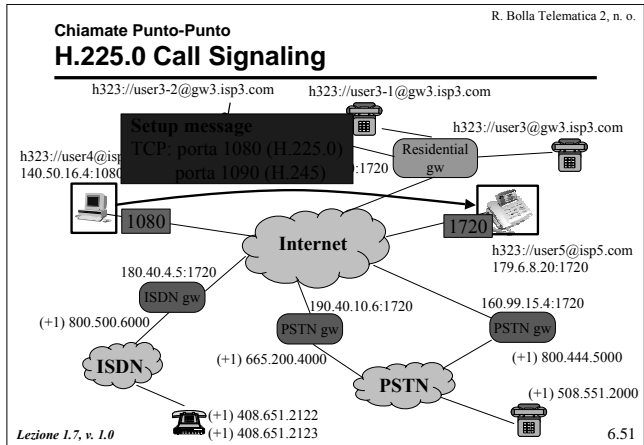 R. Bolla Telematica 2, n. o.
Chiamate Punto-Punto
H.225.0 Call Signaling
h323://user3-2@gw3.isp3.com
h323://user3-1@gw3.isp3.com
Setup message
TCP: porta 1080 (H.225.0)
porta 1090 (H.245)
h323://user3@gw3.isp3.com
Residential
gw
h323://user4@isp
140.50.16.4:1080
:1720
1080
Internet
1720
h323://user5@isp5.com
179.6.8.20:1720
180.40.4.5:1720
ISDN gw
190.40.10.6:1720
160.99.15.4:1720
PSTN gw
PSTN gw
(+1) 800.500.6000
(+1) 665.200.4000
(+1) 800.444.5000
ISDN
PSTN
(+1) 508.551.2000
(+1) 408.651.2122
(+1) 408.651.2123
Lezione 1.7, v. 1.0
6.51